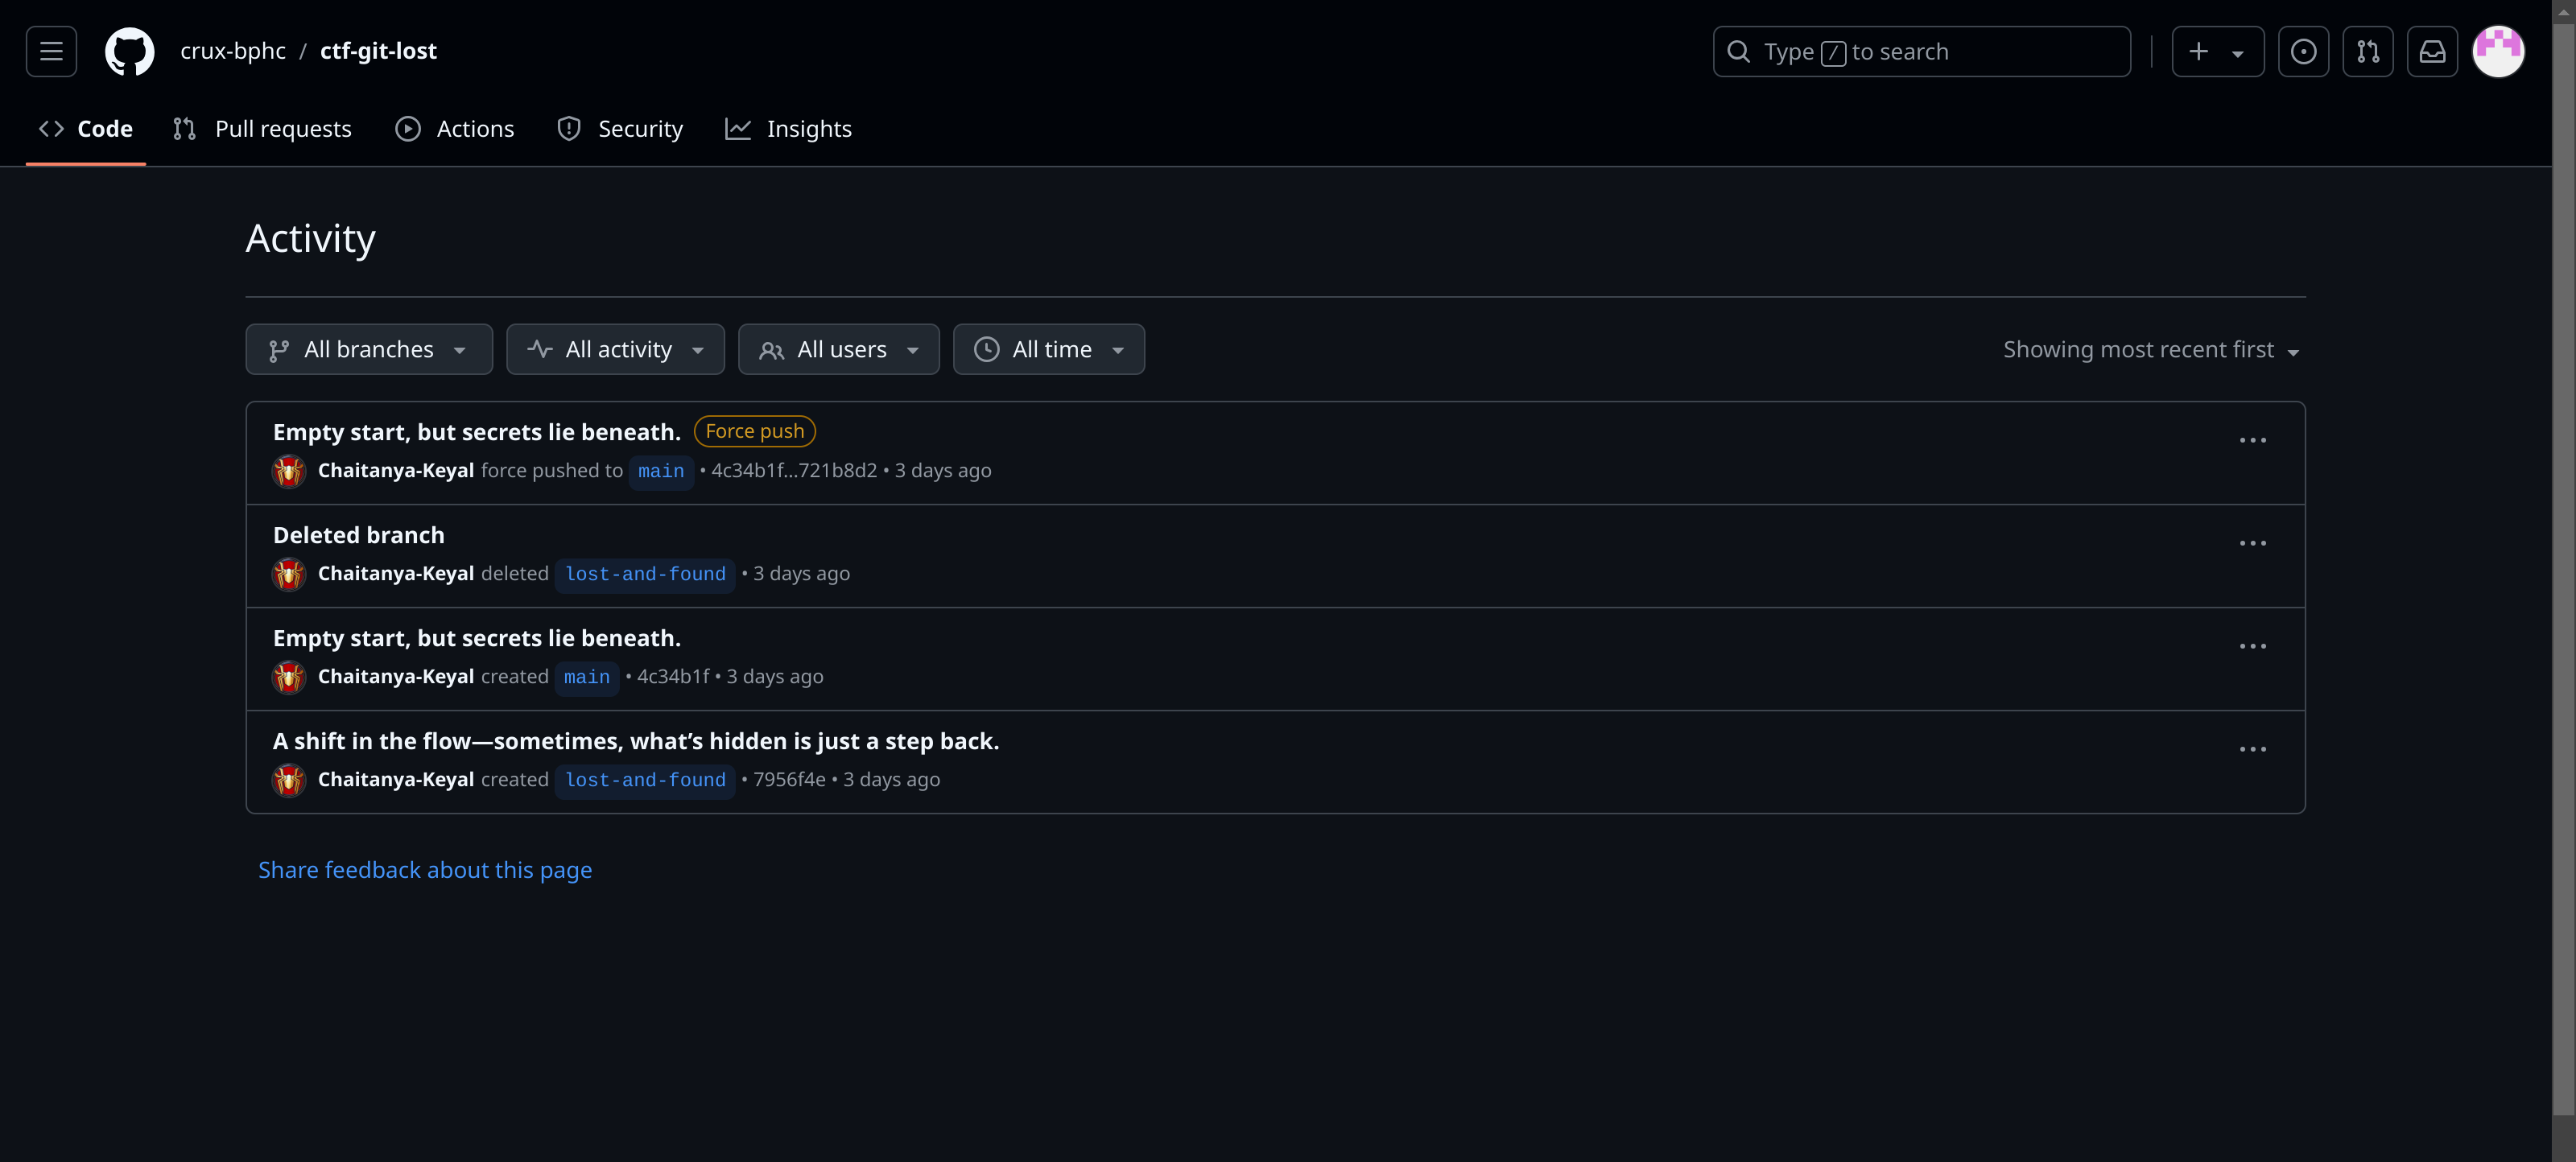 crux-bphc / ctf-git-lost
Type / to search
Code Pull requests Actions Security Insights
Activity
All branches All activity All users All time Showing most recent first
Empty start, but secrets lie beneath. Force push
Chaitanya-Keyal force pushed to main • 4c34b1f...721b8d2 • 3 days ago
Deleted branch
Chaitanya-Keyal deleted lost-and-found • 3 days ago
Empty start, but secrets lie beneath.
Chaitanya-Keyal created main • 4c34b1f • 3 days ago
A shift in the flow—sometimes, what’s hidden is just a step back.
Chaitanya-Keyal created lost-and-found • 7956f4e • 3 days ago
Share feedback about this page